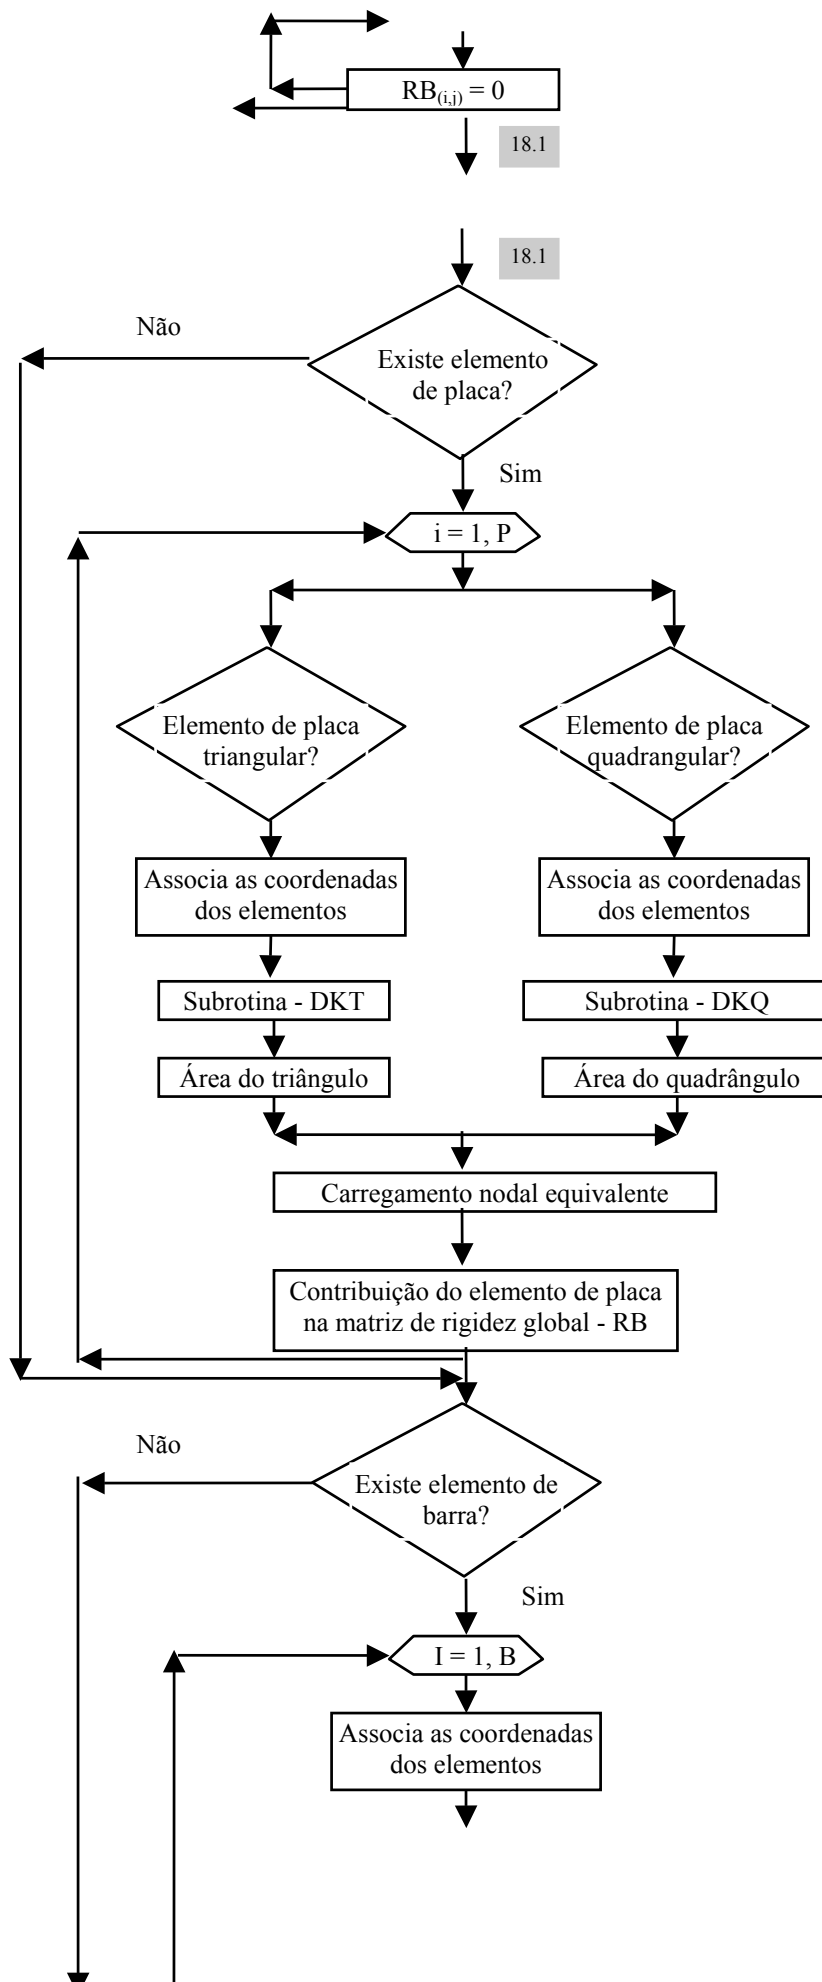 RB(i,j) = 0
18.1
18.1
Não
Existe elemento
de placa?
Sim
i = 1, P
Elemento de placa
triangular?
Elemento de placa
quadrangular?
Associa as coordenadas
dos elementos
Associa as coordenadas
dos elementos
Subrotina - DKT
Subrotina - DKQ
Área do triângulo
Área do quadrângulo
Carregamento nodal equivalente
Contribuição do elemento de placa
na matriz de rigidez global - RB
Não
Existe elemento de
barra?
Sim
I = 1, B
Associa as coordenadas
dos elementos